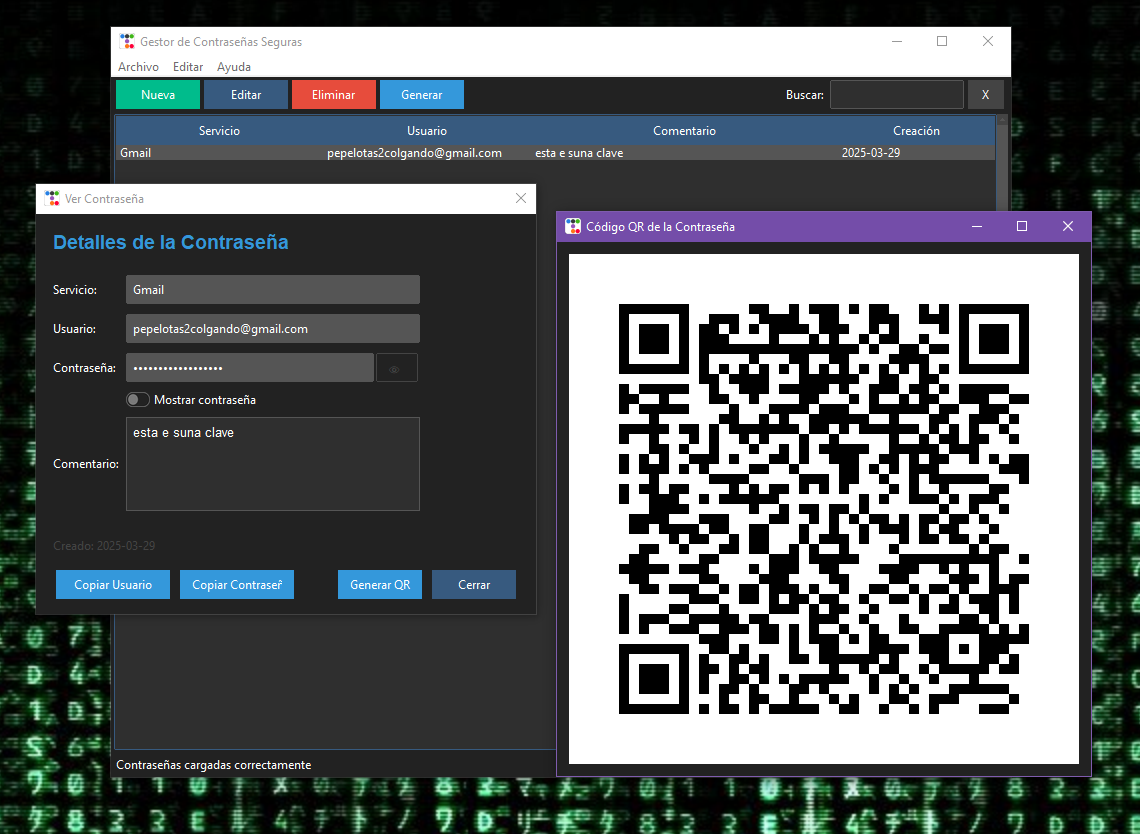 Gestor de Contraseñas Seguras
Archivo Editar Ayuda
Nueva Editar Eliminar Generar Buscar: X
Servicio Usuario Comentario Creación
Gmail pepelotas2colgando@gmail.com esta e suna clave 2025-03-29
Ver Contraseña
Detalles de la Contraseña
Servicio: Gmail
Usuario: pepelotas2colgando@gmail.com
Contraseña: ••••••••••••••••••
Mostrar contraseña
Comentario: esta e suna clave
Creado: 2025-03-29
Copiar Usuario Copiar Contraseñ Generar QR Cerrar
Código QR de la Contraseña
Contraseñas cargadas correctamente